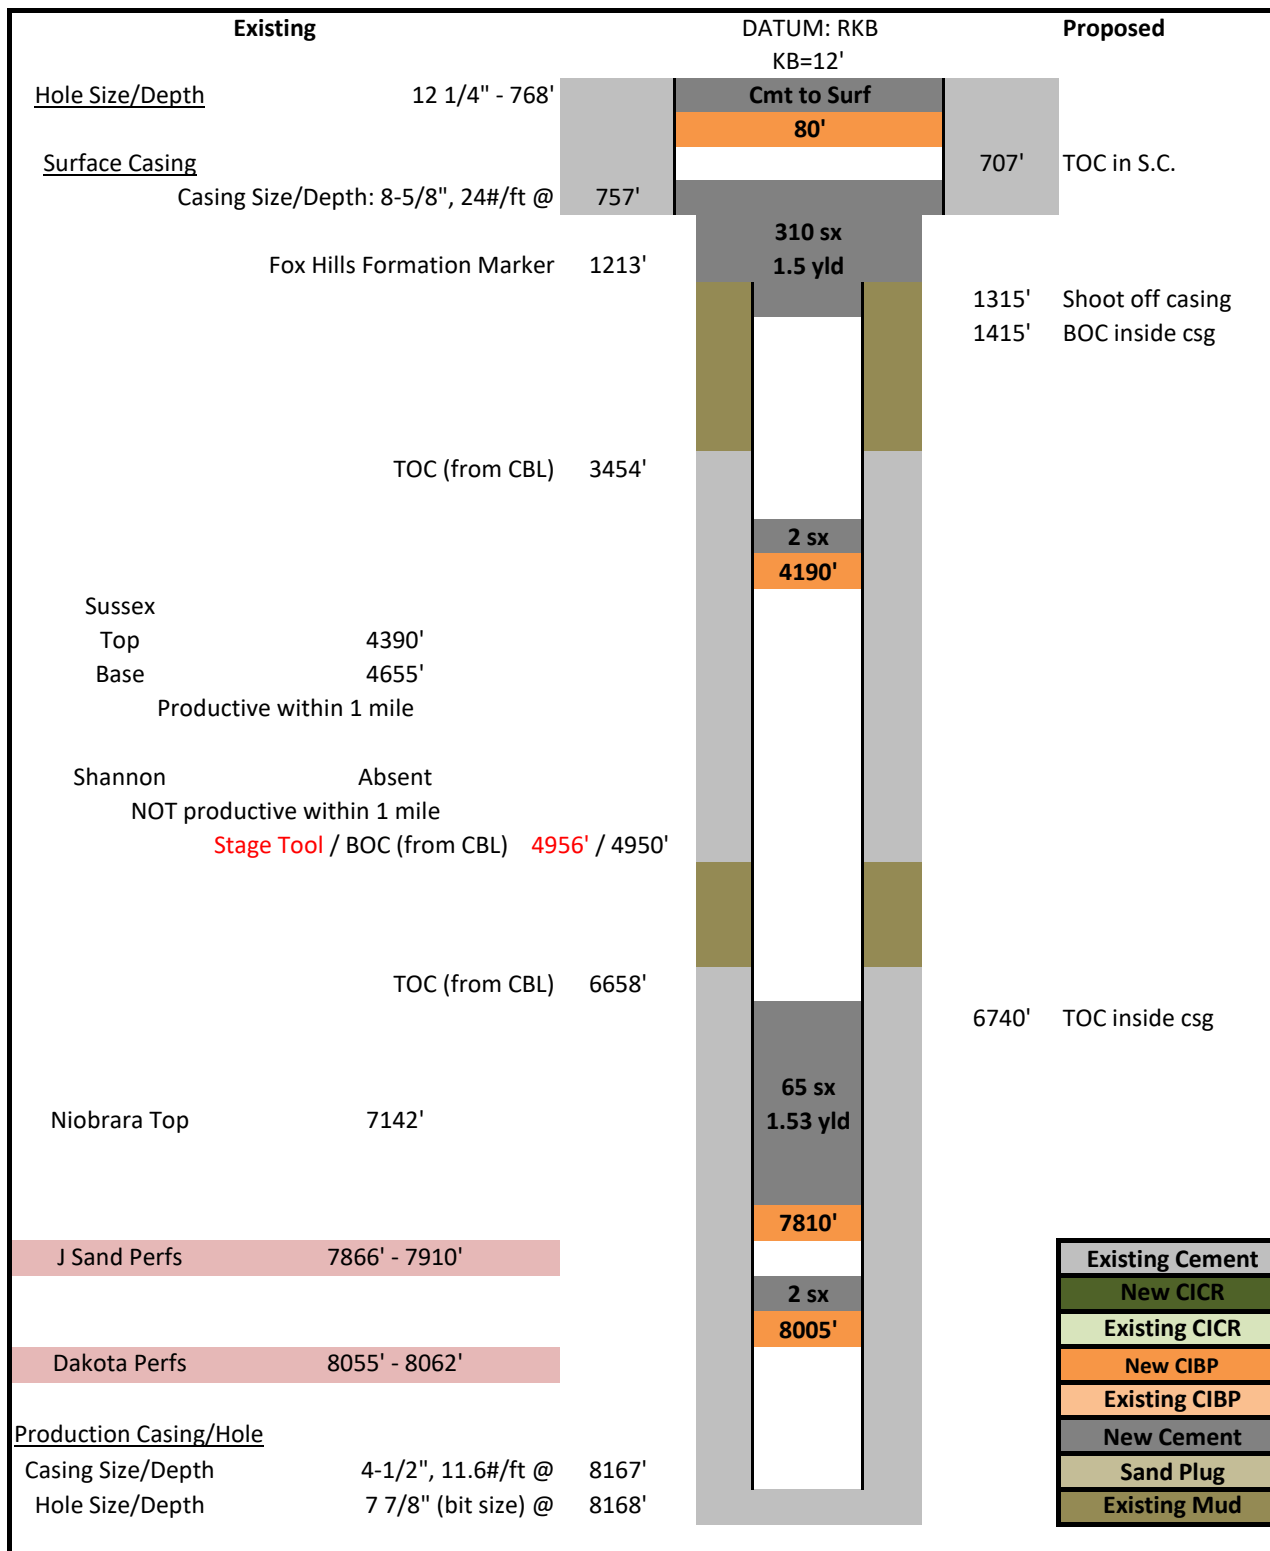 Existing DATUM: RKB Proposed
KB=12'
Hole Size/Depth 12 1/4" - 768' Cmt to Surf
80'
Surface Casing 707' TOC in S.C.
Casing Size/Depth: 8-5/8", 24#/ft @ 757'
310 sx
Fox Hills Formation Marker 1213' 1.5 yld
1315' Shoot off casing
1415' BOC inside csg
TOC (from CBL) 3454'
2 sx
4190'
Sussex
Top 4390'
Base 4655'
Productive within 1 mile
Shannon Absent
NOT productive within 1 mile
Stage Tool / BOC (from CBL) 4956' / 4950'
TOC (from CBL) 6658'
6740' TOC inside csg
65 sx
Niobrara Top 7142' 1.53 yld
7810'
J Sand Perfs 7866' - 7910' Existing Cement
2 sx New CICR
8005' Existing CICR
Dakota Perfs 8055' - 8062' New CIBP
Existing CIBP
Production Casing/Hole New Cement
Casing Size/Depth 4-1/2", 11.6#/ft @ 8167' Sand Plug
Hole Size/Depth 7 7/8" (bit size) @ 8168' Existing Mud